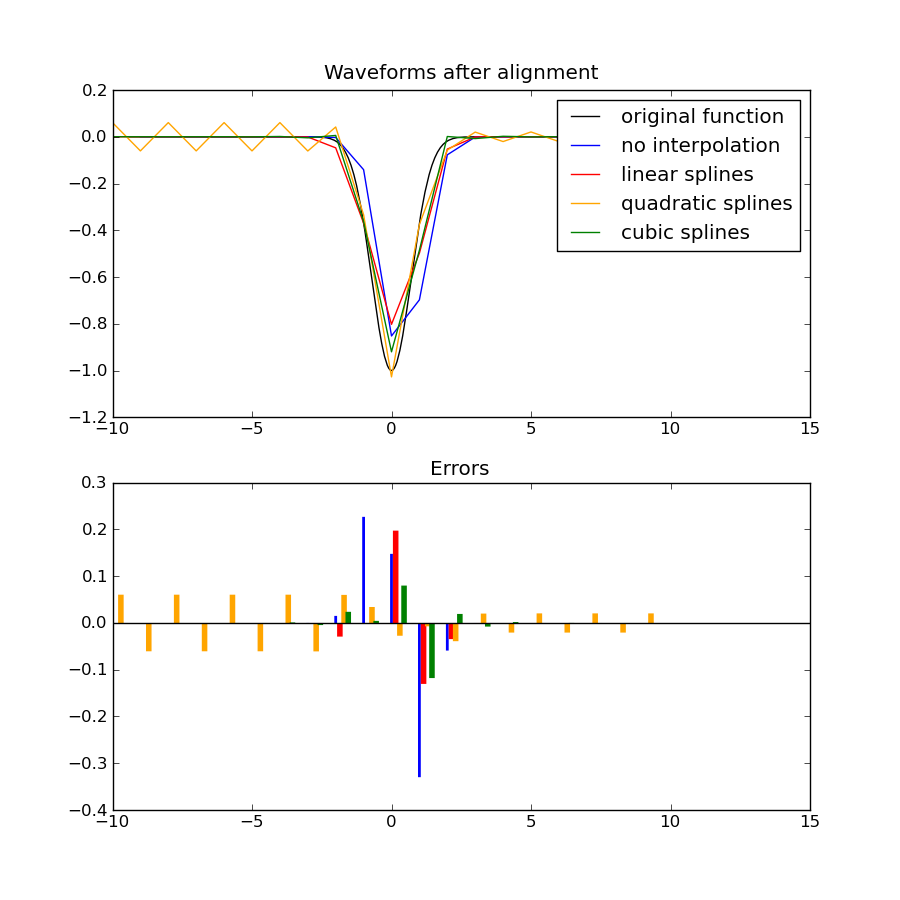 Waveforms after alignment
0.2
0.0
−0.2
−0.4
−0.6
−0.8
−1.0
−1.2
original function
no interpolation
linear splines
quadratic splines
cubic splines
−10 −5 0 5 10 15
Errors
0.3
0.2
0.1
0.0
−0.1
−0.2
−0.3
−0.4
−10 −5 0 5 10 15